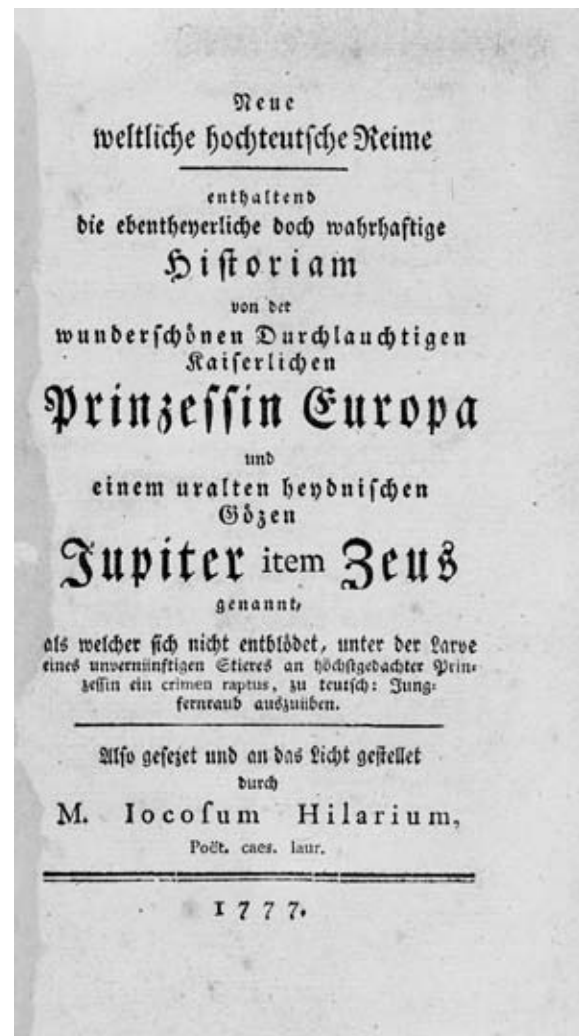 Neue
weltliche hochteutsche Reime
enthaltend
die ebentheyerliche doch wahrhaftige
Historiam
von der
wunderschönen Durchlauchtigen
Kaiserlichen
Prinzessin Europa
und
einem uralten heydnischen
Gözen
Jupiter item Zeus
genannt,
als welcher sich nicht entblödet, unter der Larve
eines unvernünftigen Stieres an höchstgedachter Prin-
zessin ein crimen raptus, zu teutsch: Jung-
fernraub auszuüben.
Also gesezet und an das Licht gestellet
durch
M. Iocosum Hilarium,
Poët. caes. laur.
1777.